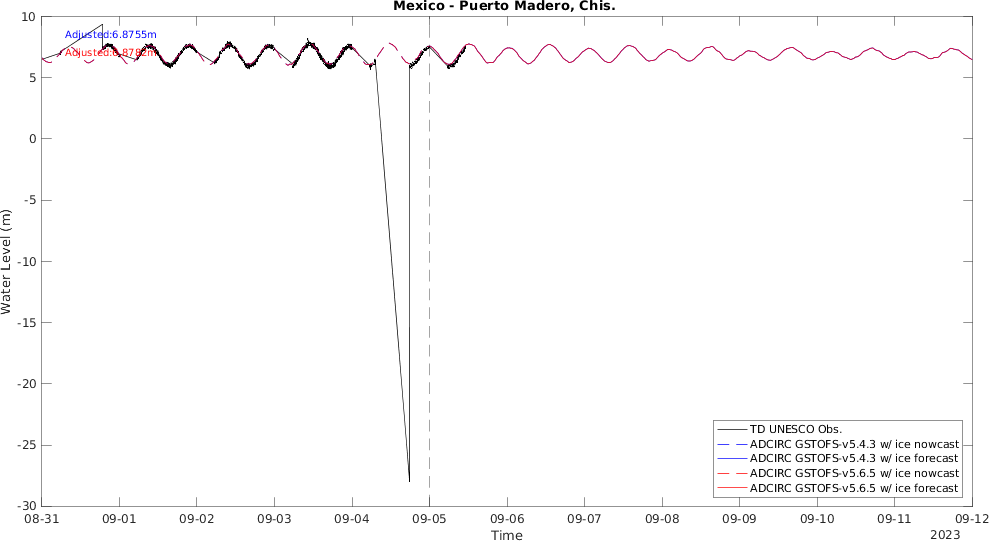 Mexico - Puerto Madero, Chis.
Adjusted:6.8755m
Adjusted:6.8782m
Water Level (m)
10
5
0
-5
-10
-15
-20
-25
-30
TD UNESCO Obs.
ADCIRC GSTOFS-v5.4.3 w/ ice nowcast
ADCIRC GSTOFS-v5.4.3 w/ ice forecast
ADCIRC GSTOFS-v5.6.5 w/ ice nowcast
ADCIRC GSTOFS-v5.6.5 w/ ice forecast
08-31 09-01 09-02 09-03 09-04 09-05 09-06 09-07 09-08 09-09 09-10 09-11 09-12
Time
2023